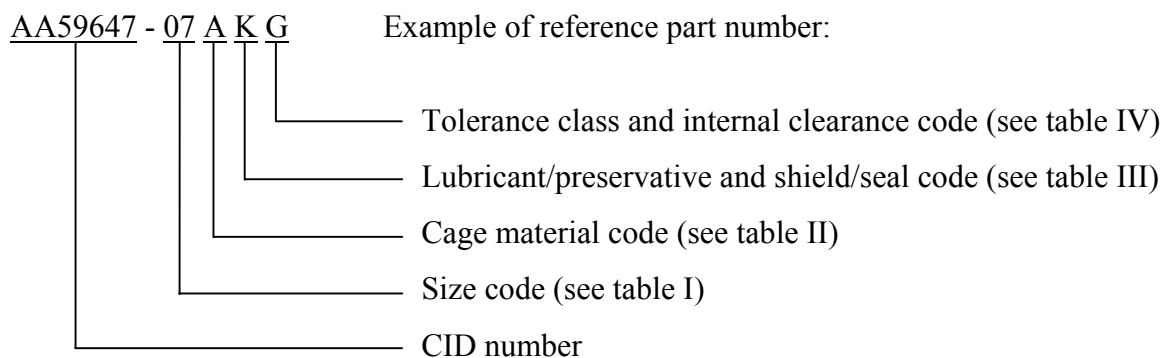 AA59647 - 07 A K G Example of reference part number:
Tolerance class and internal clearance code (see table IV)
Lubricant/preservative and shield/seal code (see table III)
Cage material code (see table II)
Size code (see table I)
CID number